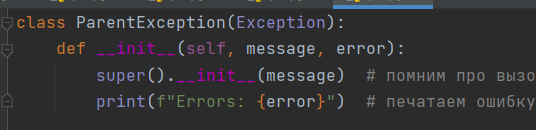 class ParentException(Exception):
    def __init__(self, message, error):
        super().__init__(message)  # помним про вызо
        print(f"Errors: {error}")  # печатаем ошибку